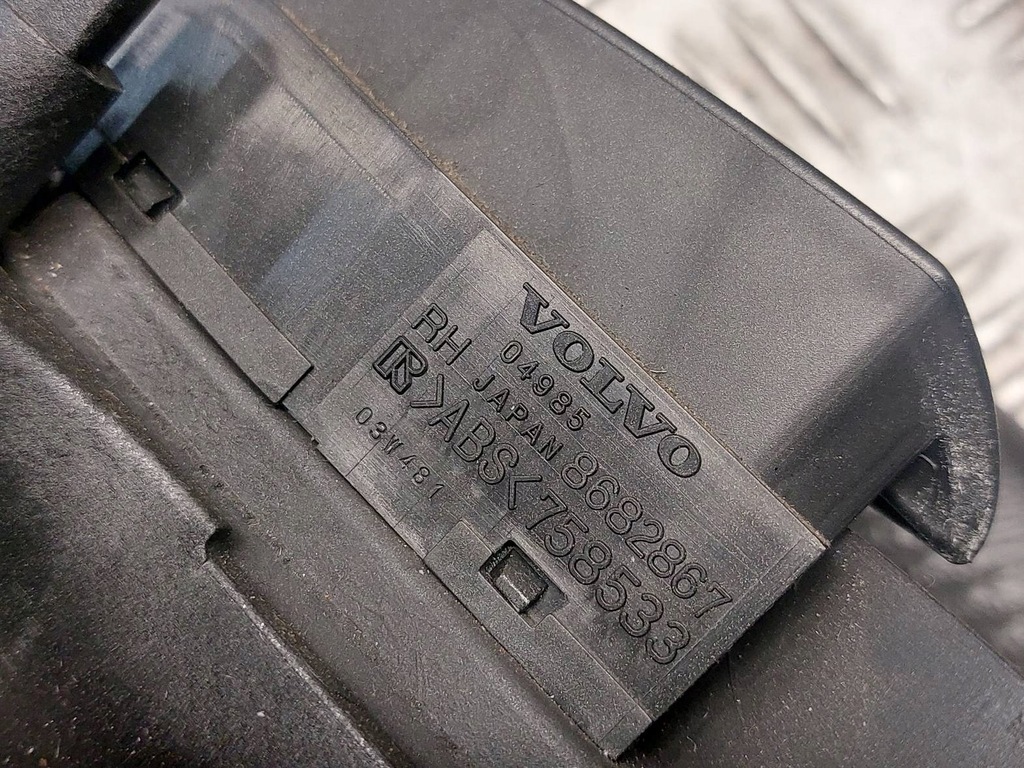 VOLVO
04985
RH JAPAN 8682867
R >ABS< 758533
03W481